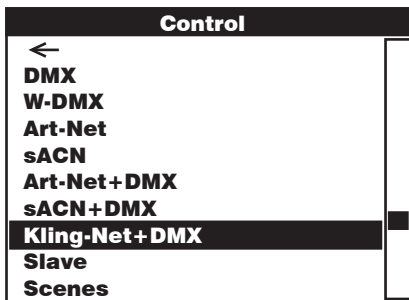 Control
←
DMX
W-DMX
Art-Net
sACN
Art-Net+DMX
sACN+DMX
Kling-Net+DMX
Slave
Scenes